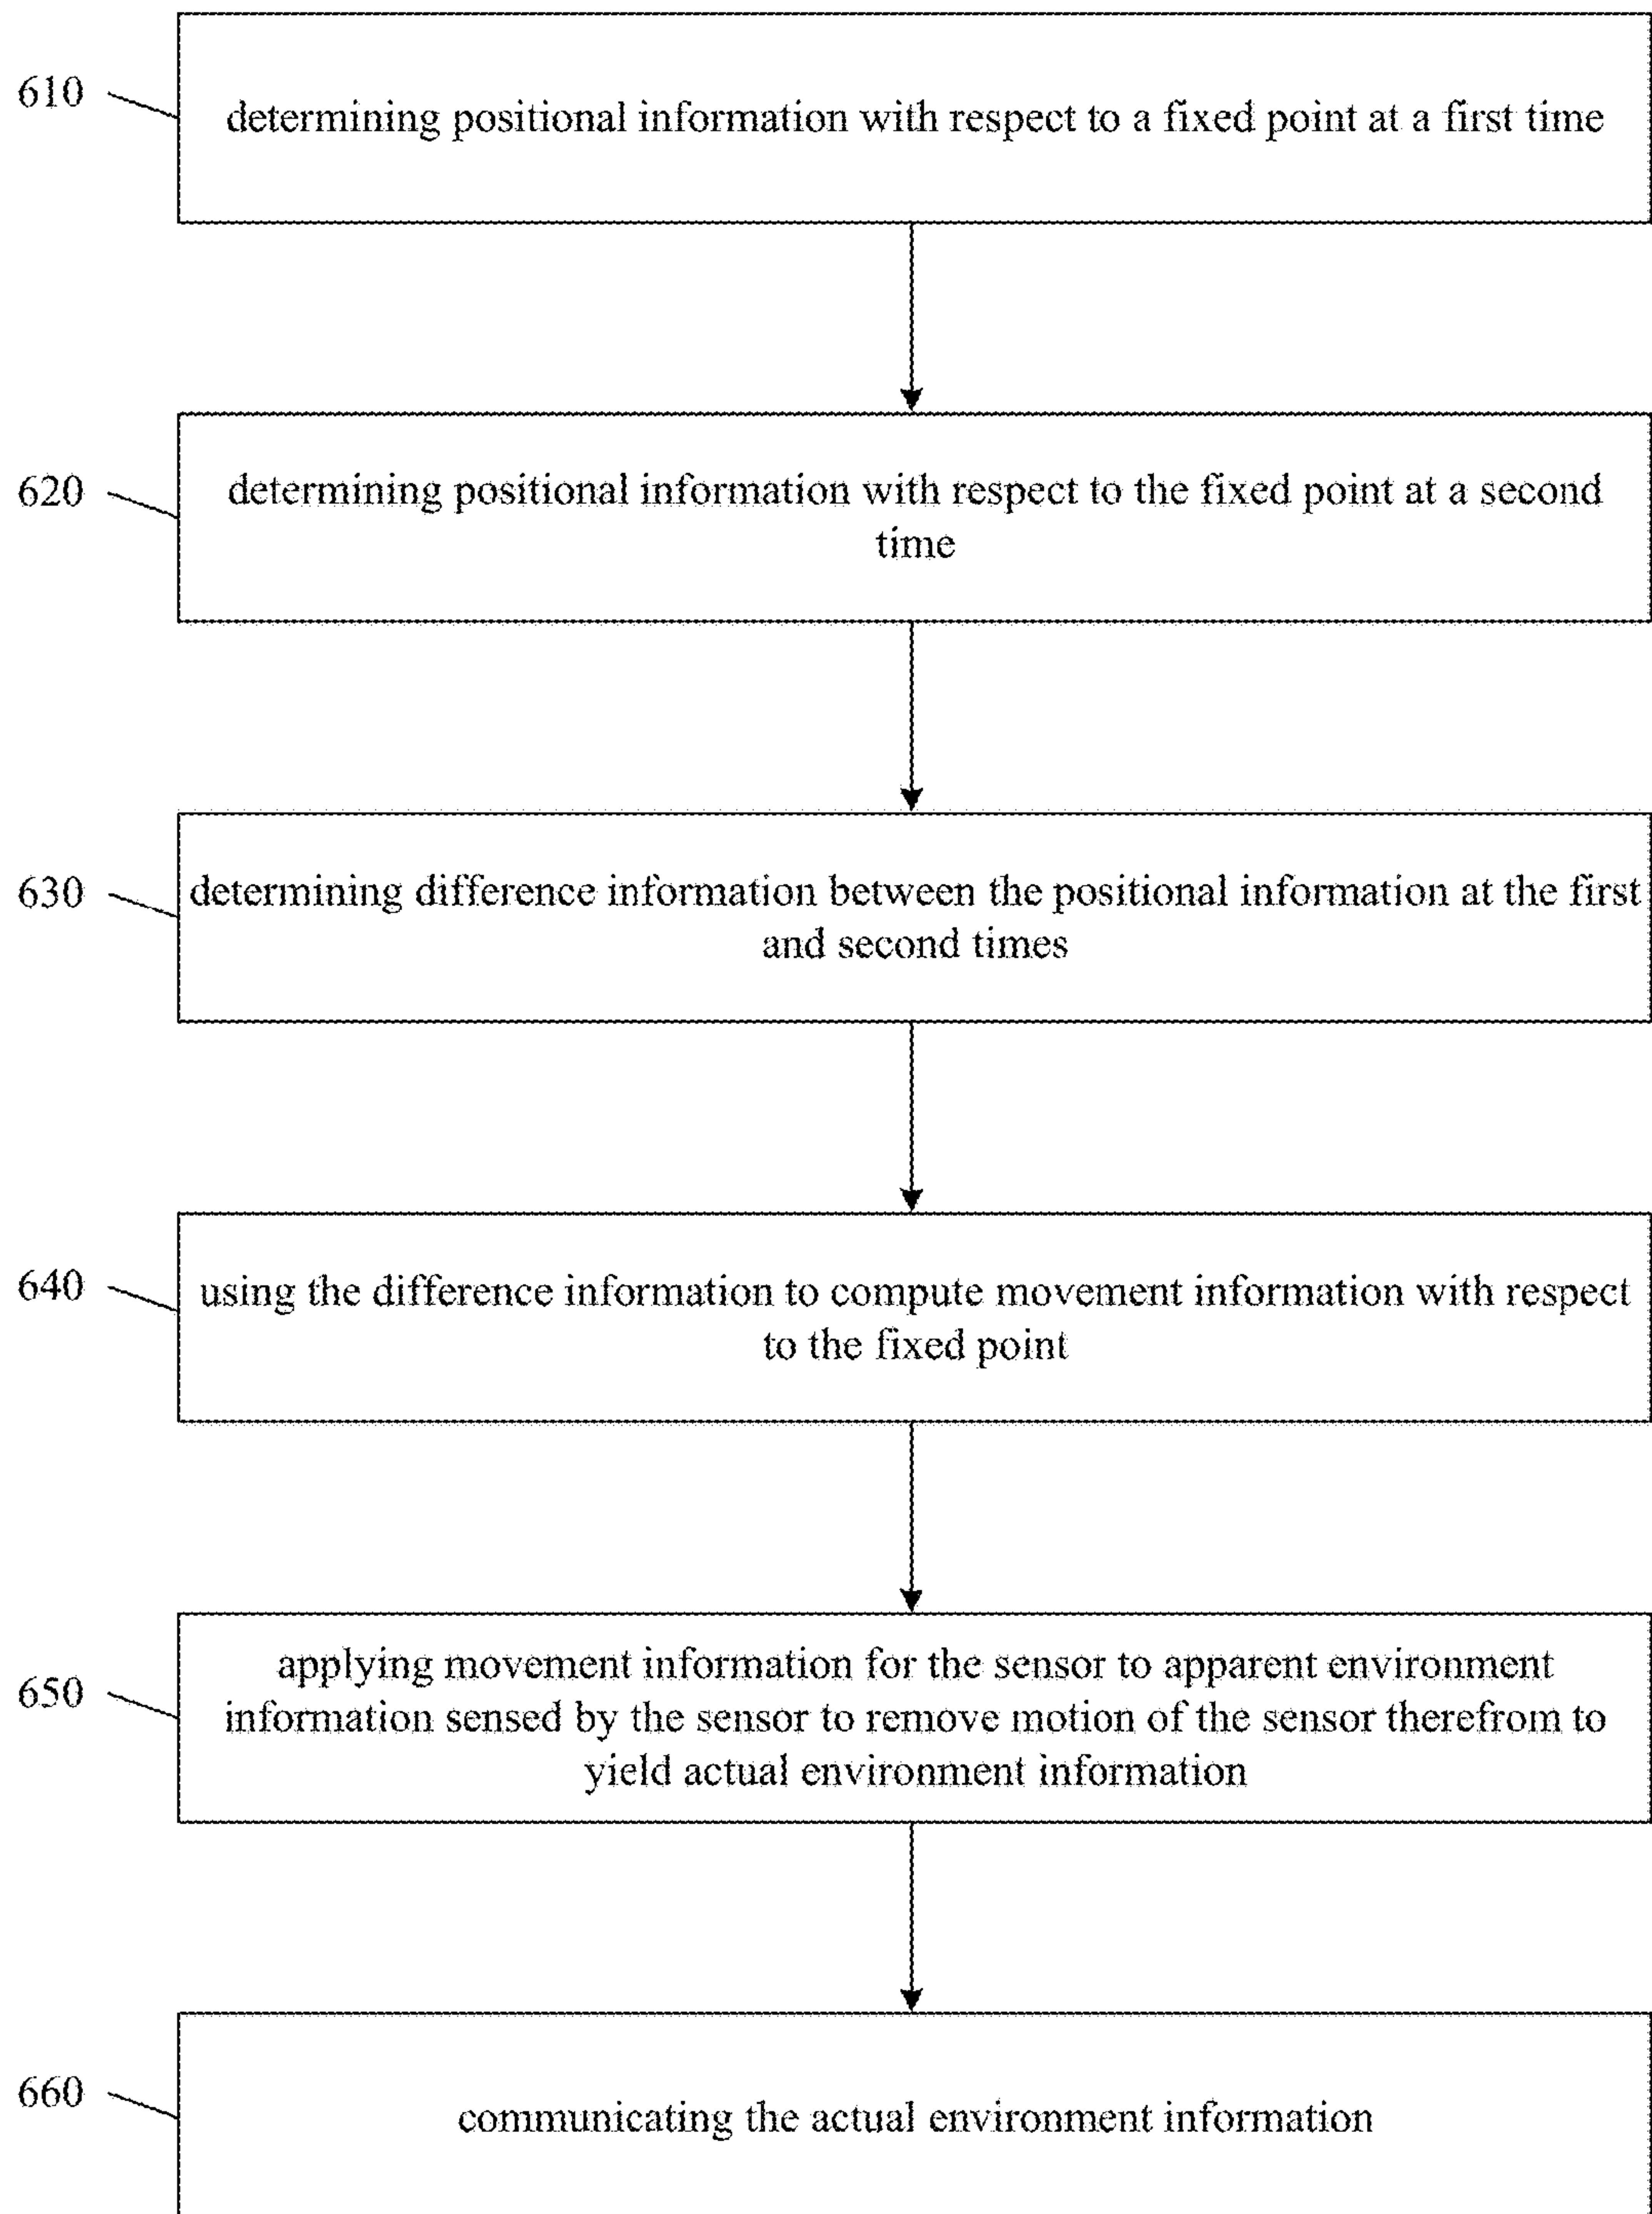 610
determining positional information with respect to a fixed point at a first time
620
determining positional information with respect to the fixed point at a second
time
630
determining difference information between the positional information at the first
and second times
640
using the difference information to compute movement information with respect
to the fixed point
650
applying movement information for the sensor to apparent environment
information sensed by the sensor to remove motion of the sensor therefrom to
yield actual environment information
660
communicating the actual environment information